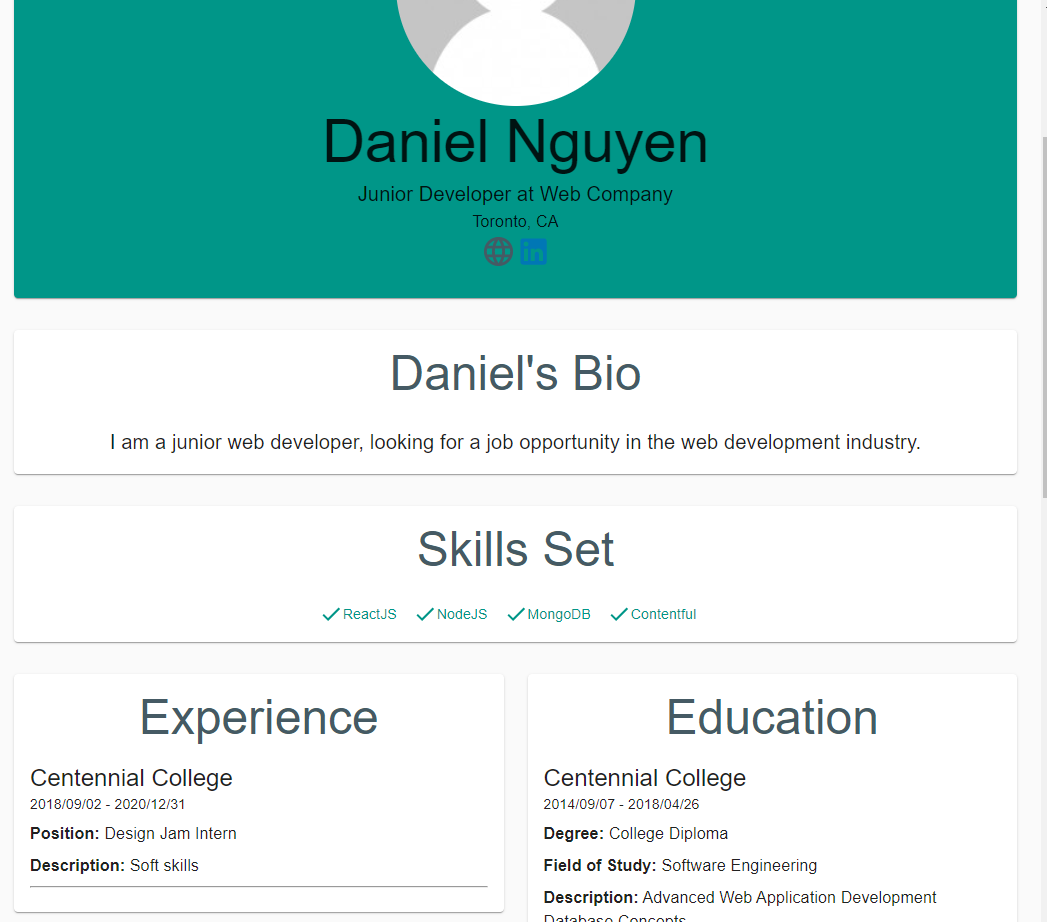 Daniel Nguyen
Junior Developer at Web Company
Toronto, CA
in
Daniel's Bio
I am a junior web developer, looking for a job opportunity in the web development industry.
Skills Set
ReactJS NodeJS MongoDB Contentful
Experience
Centennial College
2018/09/02 - 2020/12/31
Position: Design Jam Intern
Description: Soft skills
Education
Centennial College
2014/09/07 - 2018/04/26
Degree: College Diploma
Field of Study: Software Engineering
Description: Advanced Web Application Development
Database Concepts